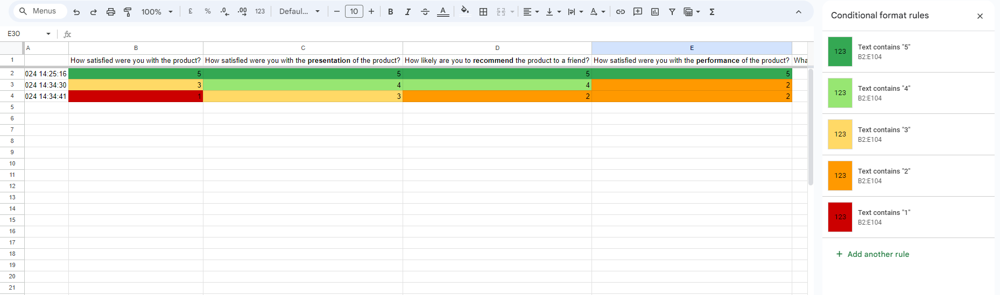 Menus 100% £ % .0 .00 123 Defaul... 10 B I A
Conditional format rules
E30 fx
A B C D E
1 How satisfied were you with the product? How satisfied were you with the presentation of the product? How likely are you to recommend the product to a friend? How satisfied were you with the performance of the product? Wha
2 024 14:25:16 5 5 5 5
3 024 14:34:30 3 4 4 2
4 024 14:34:41 1 3 2 2
5
6
7
8
9
10
11
12
13
14
15
16
17
18
19
20
21
123 Text contains "5"
B2:E104
123 Text contains "4"
B2:E104
123 Text contains "3"
B2:E104
123 Text contains "2"
B2:E104
123 Text contains "1"
B2:E104
+ Add another rule